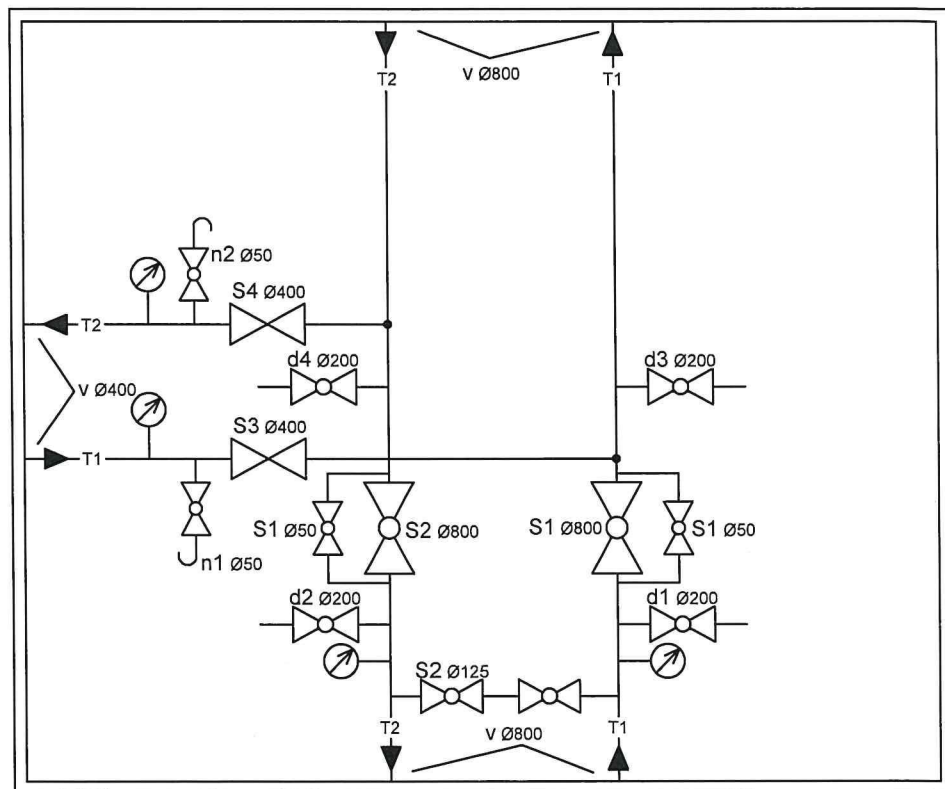 T2
T1
v Ø800
n2 Ø50
S4 Ø400
T2
d4 Ø200
d3 Ø200
v Ø400
S3 Ø400
T1
S1 Ø50
S2 Ø800
S1 Ø800
S1 Ø50
n1 Ø50
d2 Ø200
d1 Ø200
S2 Ø125
T2
T1
v Ø800